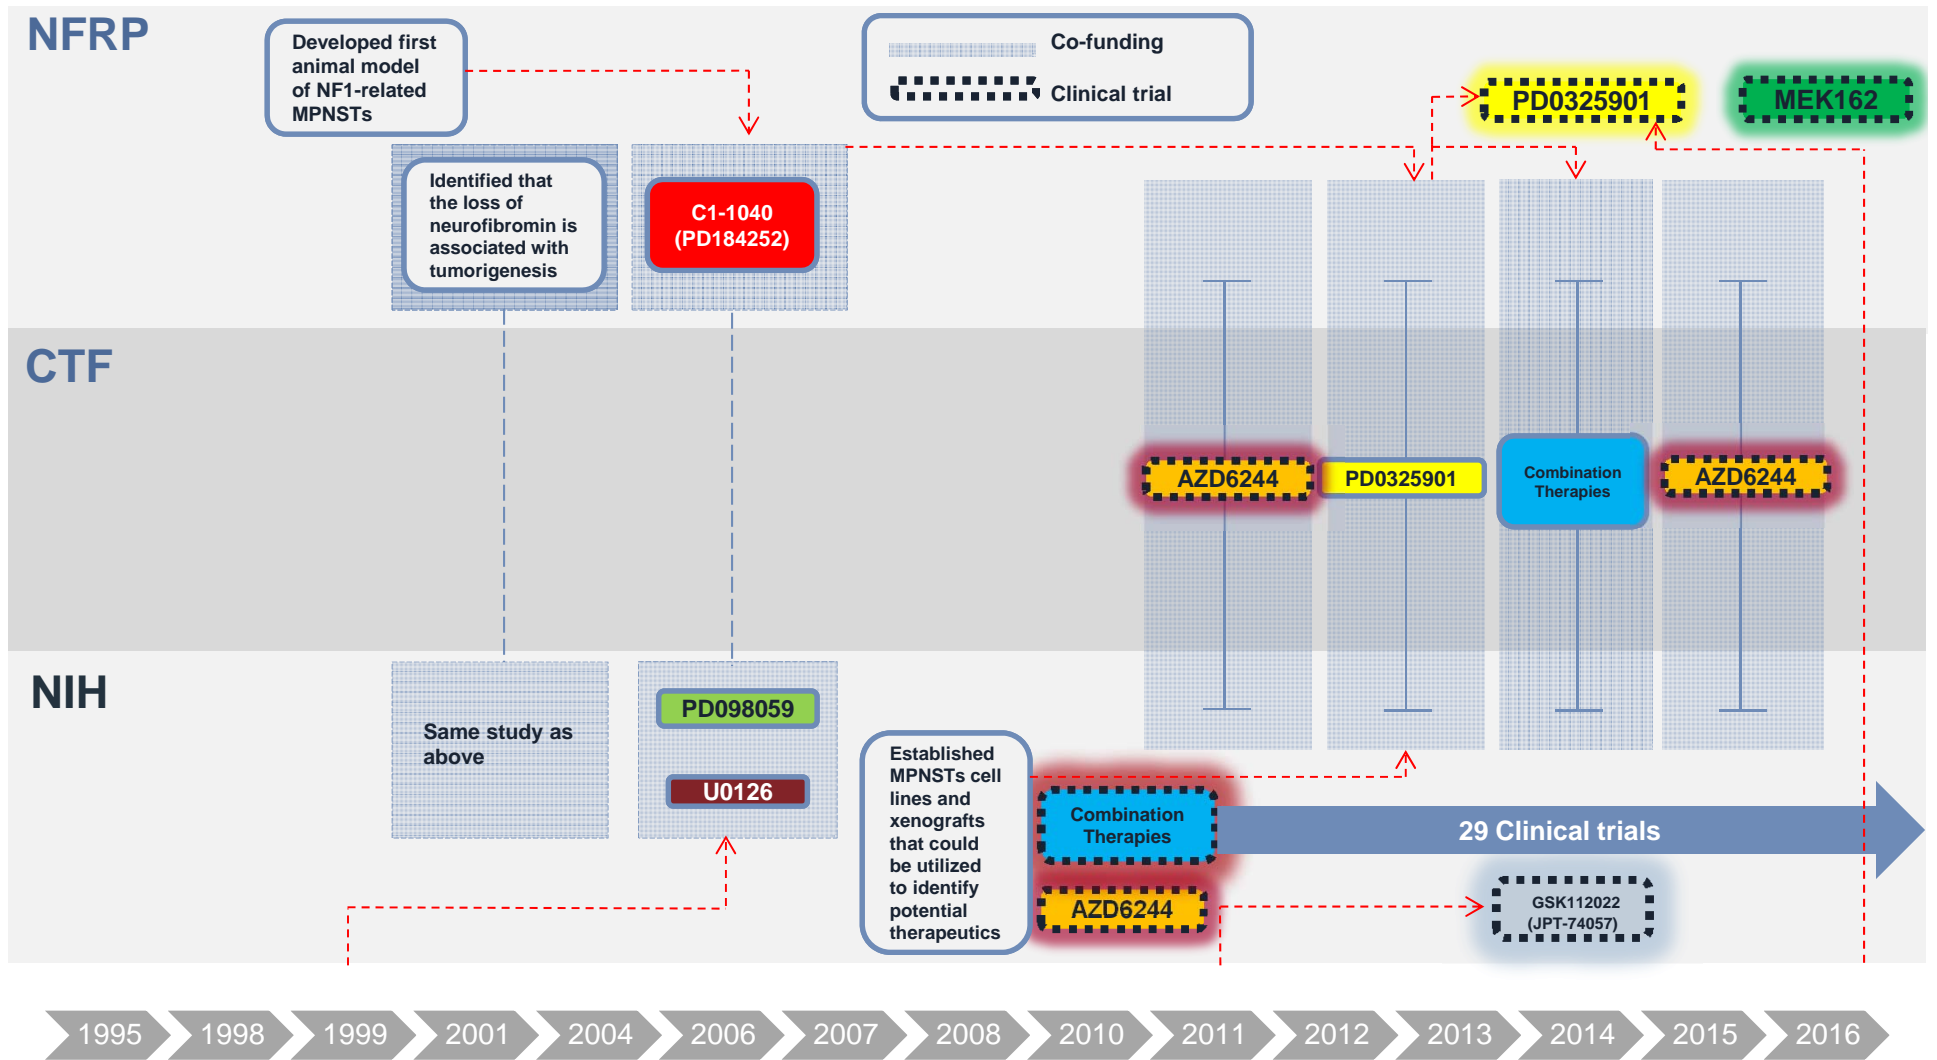 NFRP
Developed first
animal model
of NF1-related
MPNSTs
Co-funding
Clinical trial
PD0325901
MEK162
Identified that
the loss of
neurofibromin is
associated with
tumorigenesis
C1-1040
(PD184252)
CTF
AZD6244
PD0325901
Combination
Therapies
AZD6244
NIH
Same study as
above
PD098059
U0126
Established
MPNSTs cell
lines and
xenografts
that could
be utilized
to identify
potential
therapeutics
Combination
Therapies
29 Clinical trials
AZD6244
GSK112022
(JPT-74057)
1995 1998 1999 2001 2004 2006 2007 2008 2010 2011 2012 2013 2014 2015 2016